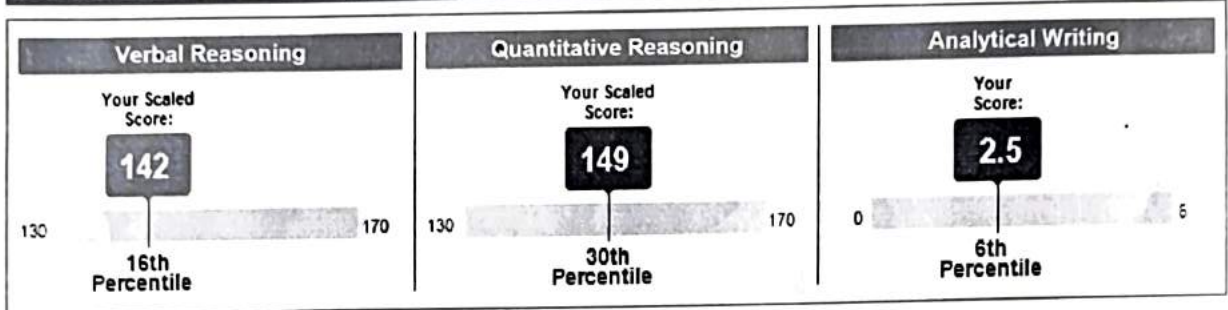 Verbal Reasoning
Your Scaled
Score:
142
130
170
16th
Percentile
Quantitative Reasoning
Your Scaled
Score:
149
130
170
30th
Percentile
Analytical Writing
Your
Score:
2.5
0
6
6th
Percentile